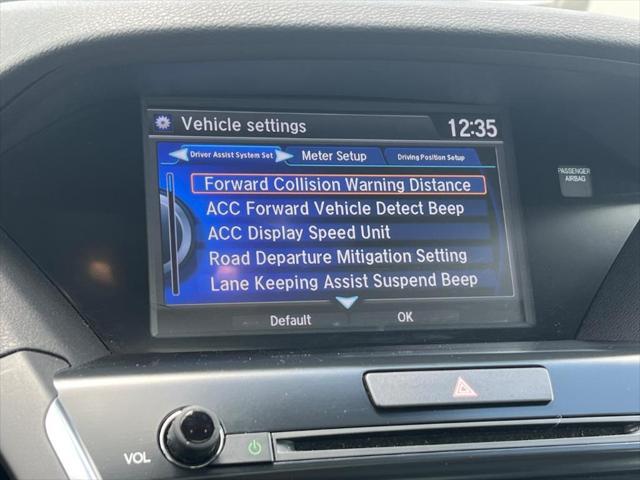 Vehicle settings 12:35
Driver Assist System Set Meter Setup Driving Position Setup
Forward Collision Warning Distance
ACC Forward Vehicle Detect Beep
ACC Display Speed Unit
Road Departure Mitigation Setting
Lane Keeping Assist Suspend Beep
Default OK
PASSENGER
AIRBAG
VOL